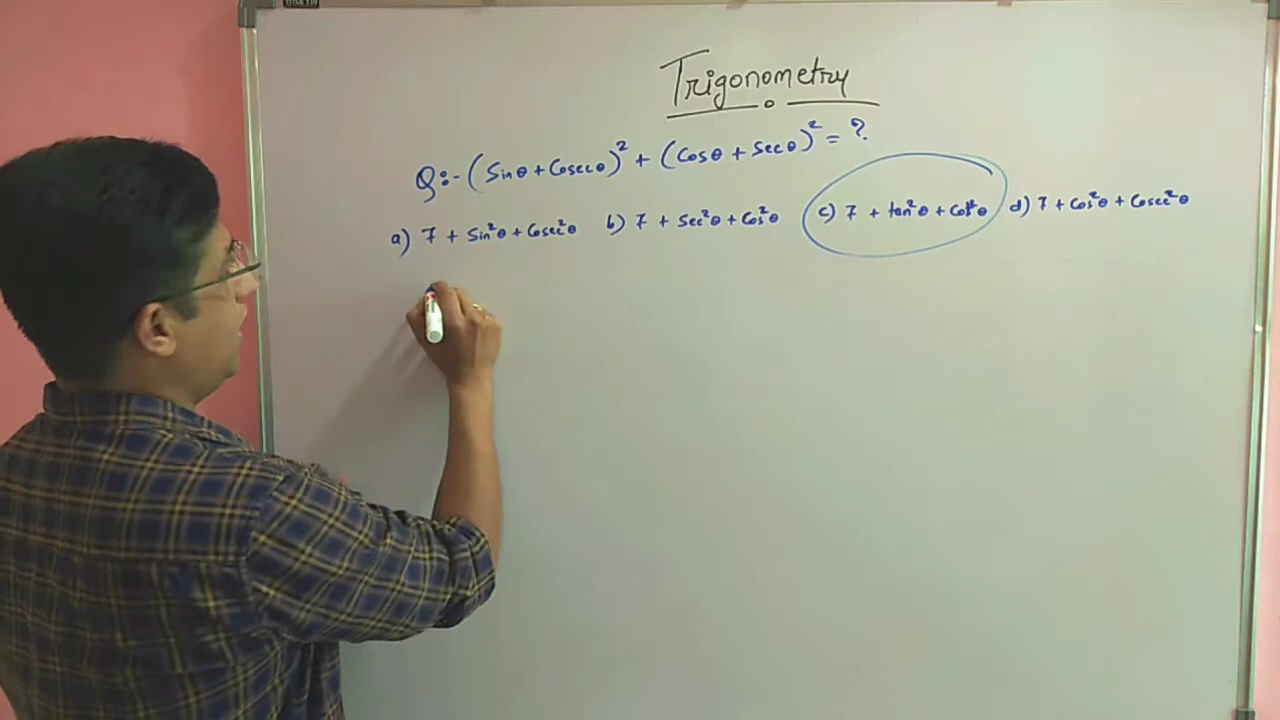 Trigonometry
Q:- (Sinθ + Cosecθ)² + (Cosθ + Secθ)² = ?
a) 7 + Sin²θ + Cosec²θ b) 7 + Sec²θ + Cos²θ c) 7 + tan²θ + Cot²θ d) 7 + Cos²θ + Cosec²θ